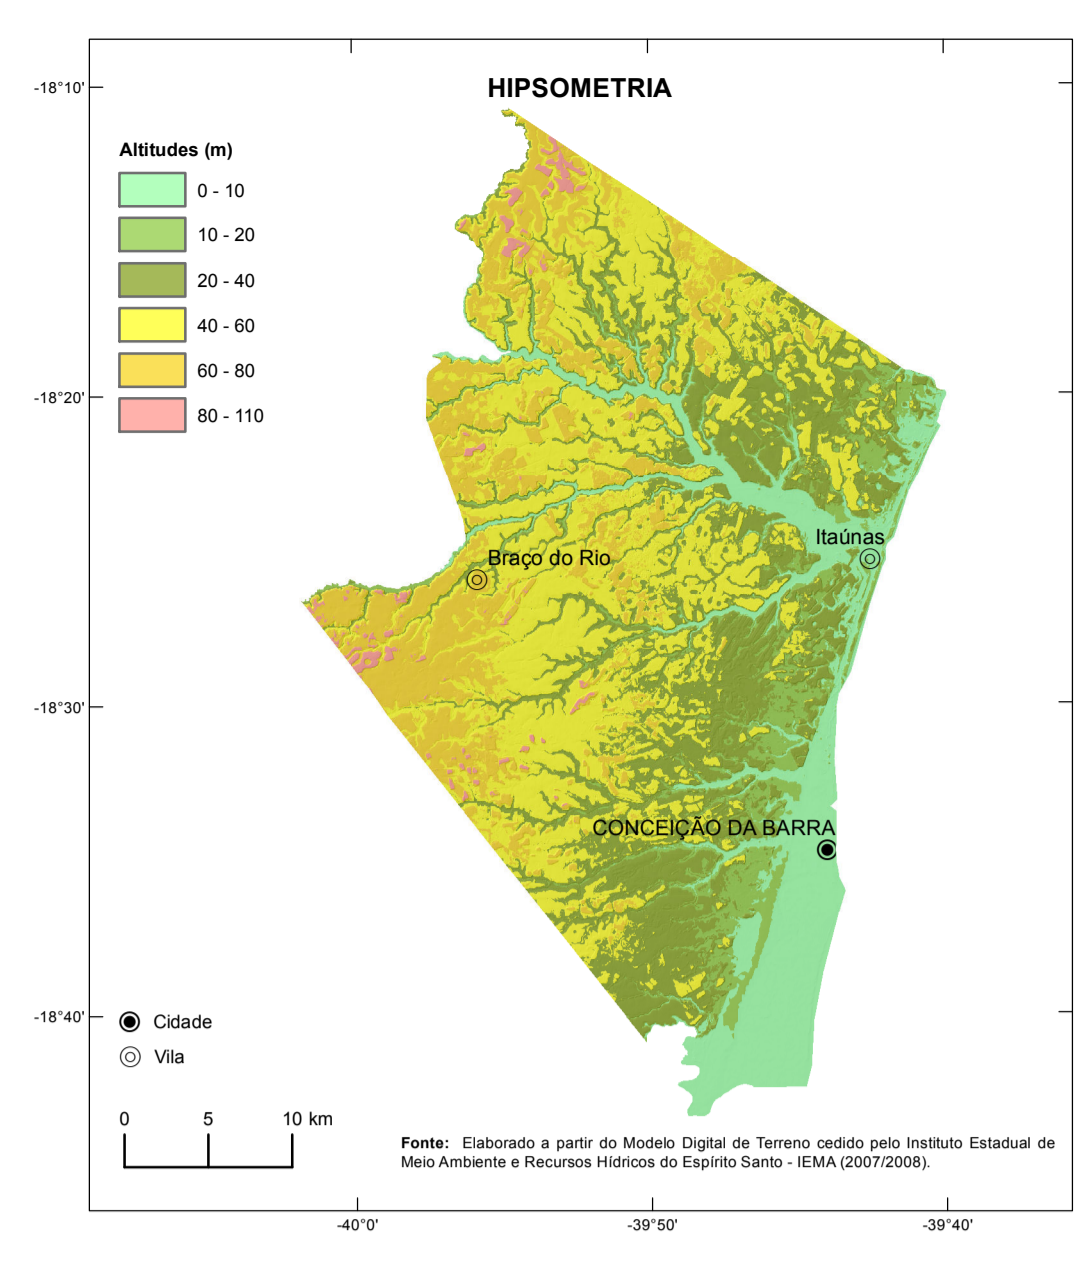 HIPSOMETRIA
-18°10'
Altitudes (m)
0 - 10
10 - 20
20 - 40
40 - 60
60 - 80
-18°20'
80 - 110
Itaúnas
Braço do Rio
-18°30'
CONCEIÇÃO DA BARRA
-18°40'
Cidade
Vila
0 5 10 km
Fonte: Elaborado a partir do Modelo Digital de Terreno cedido pelo Instituto Estadual de
Meio Ambiente e Recursos Hídricos do Espírito Santo - IEMA (2007/2008).
-40°0' -39°50' -39°40'